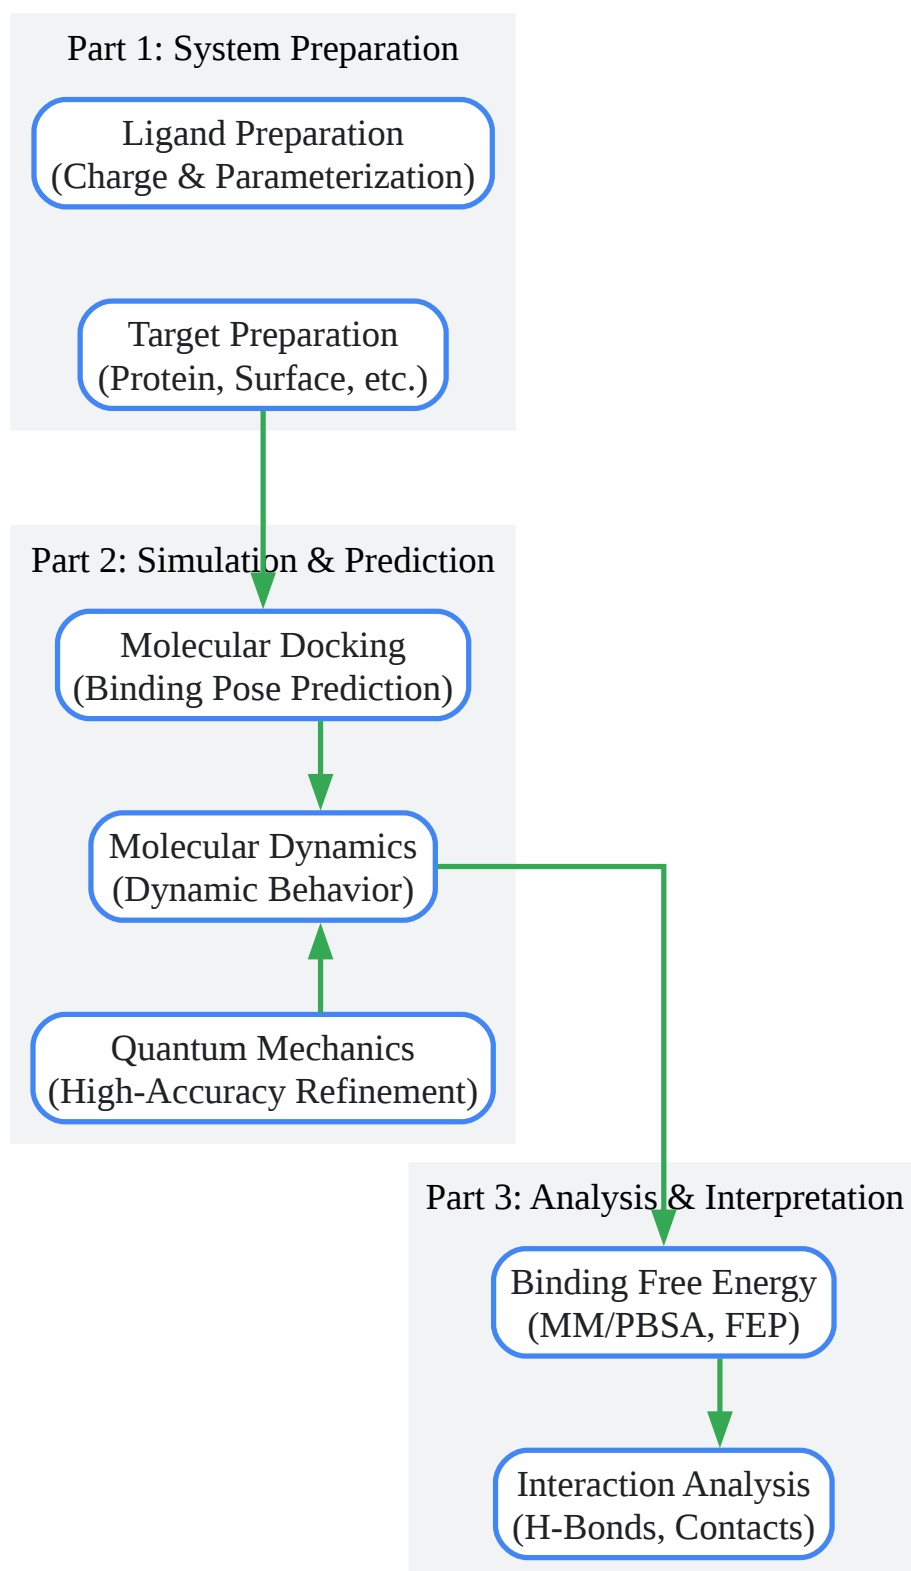 Part 1: System Preparation
Ligand Preparation
(Charge & Parameterization)
Target Preparation
(Protein, Surface, etc.)
Part 2: Simulation & Prediction
Molecular Docking
(Binding Pose Prediction)
Molecular Dynamics
(Dynamic Behavior)
Quantum Mechanics
(High-Accuracy Refinement)
Part 3: Analysis & Interpretation
Binding Free Energy
(MM/PBSA, FEP)
Interaction Analysis
(H-Bonds, Contacts)